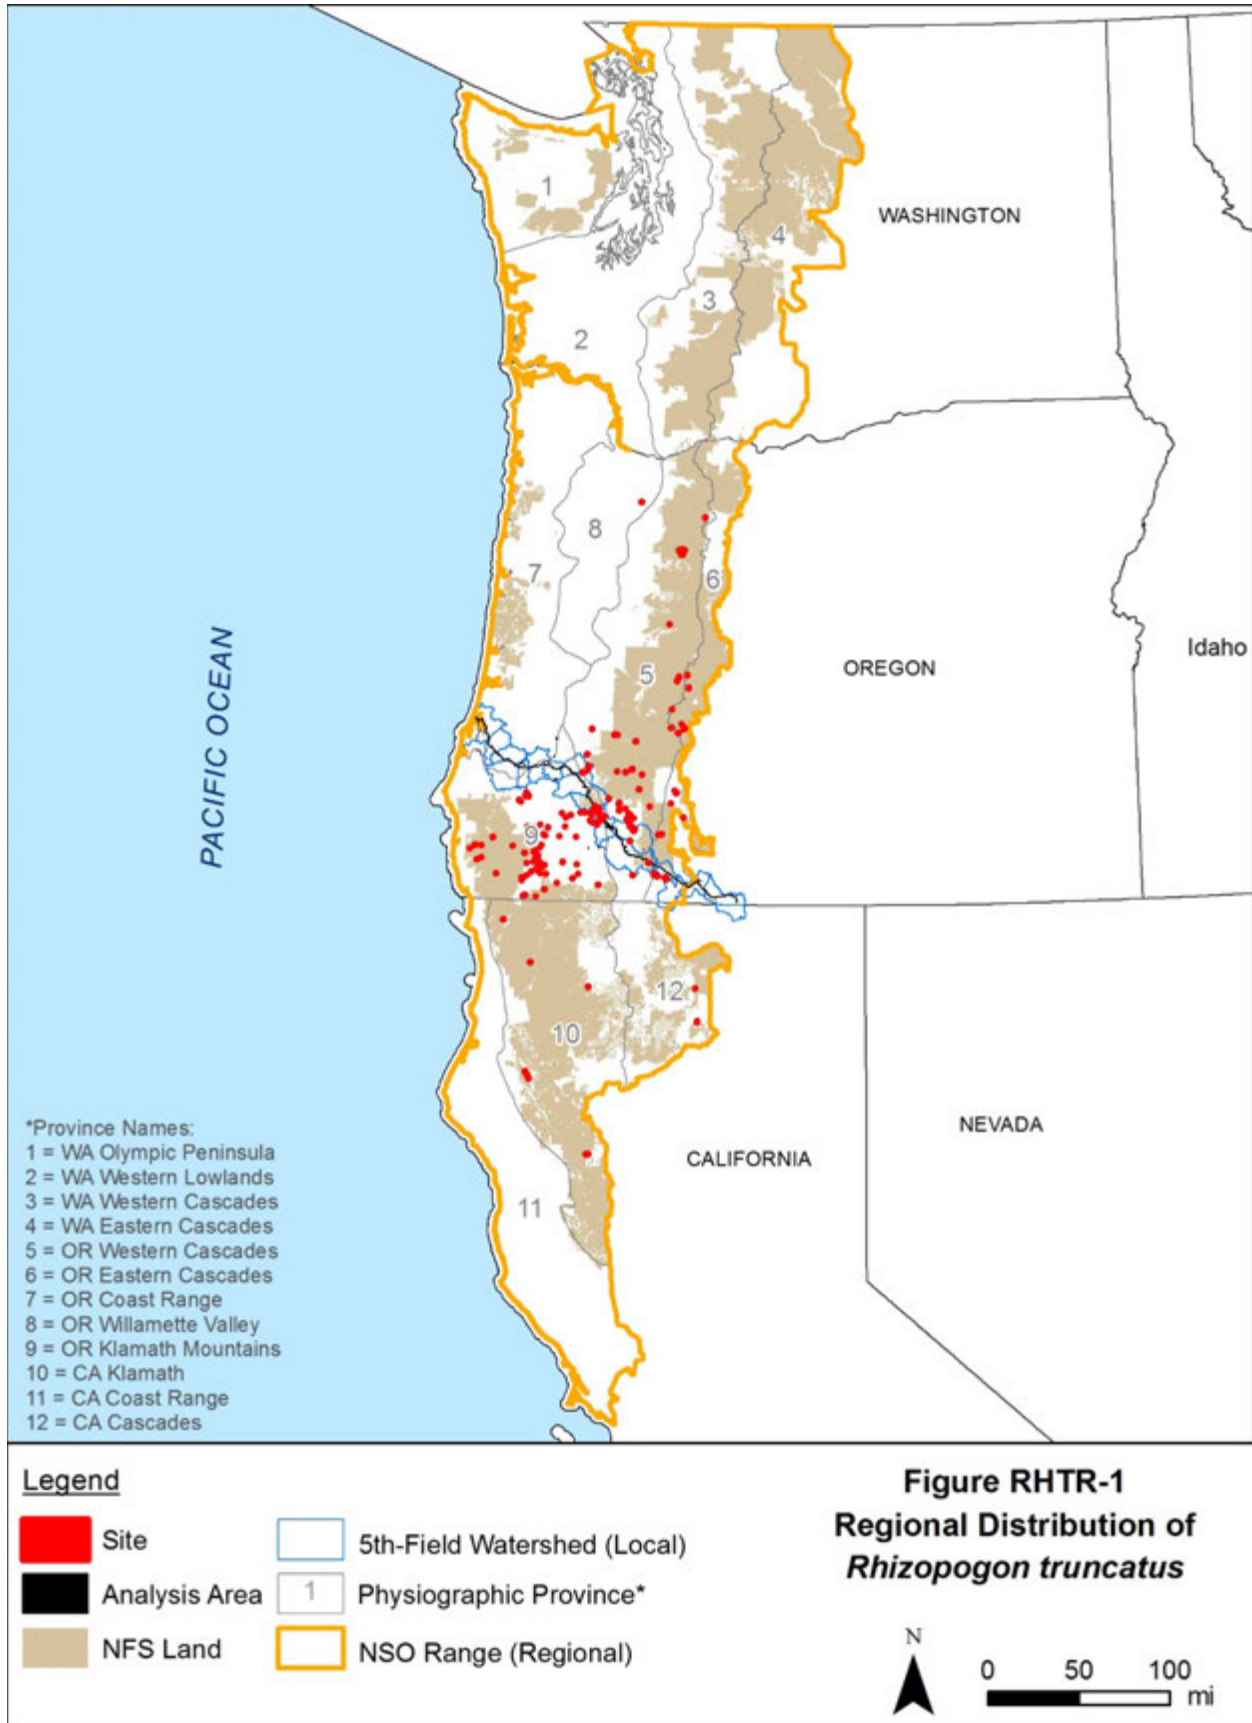 1
WASHINGTON
4
3
2
8
7
6
PACIFIC OCEAN
5
OREGON
Idaho
9
12
10
NEVADA
CALIFORNIA
11
*Province Names:
1 = WA Olympic Peninsula
2 = WA Western Lowlands
3 = WA Western Cascades
4 = WA Eastern Cascades
5 = OR Western Cascades
6 = OR Eastern Cascades
7 = OR Coast Range
8 = OR Willamette Valley
9 = OR Klamath Mountains
10 = CA Klamath
11 = CA Coast Range
12 = CA Cascades
Legend
Site
Analysis Area
NFS Land
5th-Field Watershed (Local)
1
Physiographic Province*
NSO Range (Regional)
Figure RHTR-1
Regional Distribution of
Rhizopogon truncatus
N
0 50 100
mi